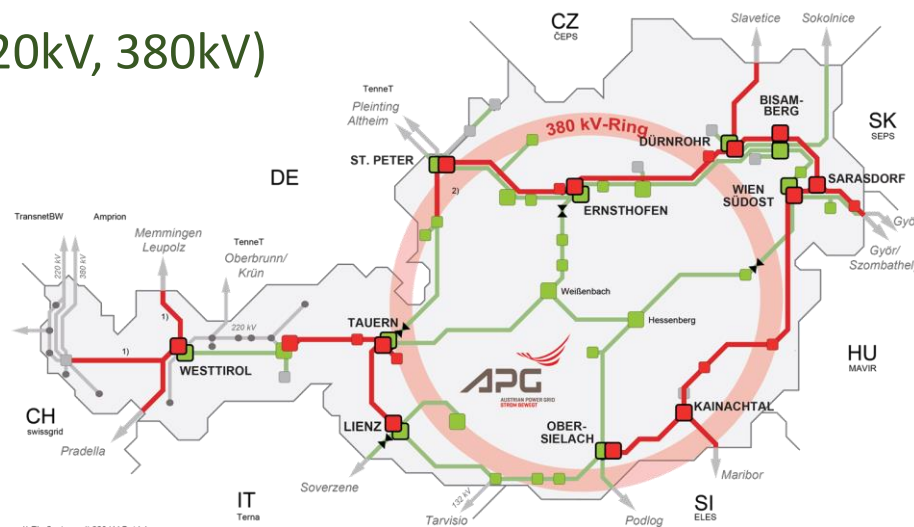 20kV, 380kV)
CZ
ČEPS
Slavetice
Sokolnice
TenneT
Pleinting
Altheim
380 kV-Ring
BISAM-
BERG
DÜRNROHR
SK
SEPS
ST. PETER
2)
DE
ERNSTHOFEN
WIEN
SÜDOST
SARASDORF
TransnetBW
Amprion
220 kV
380 kV
Memmingen
Leupolz
TenneT
Oberbrunn/
Krün
Győr/
Szombathely
Weißenbach
Hessenberg
1)
220 kV
TAUERN
1)
WESTTIROL
APG
AUSTRIAN POWER GRID
STROM BEWEGT
HU
MAVIR
CH
swissgrid
Pradella
LIENZ
OBER-
SIELACH
KAINACHTAL
Soverzene
IT
Terna
132 kV
Tarvisio
Podlog
SI
ELES
Maribor